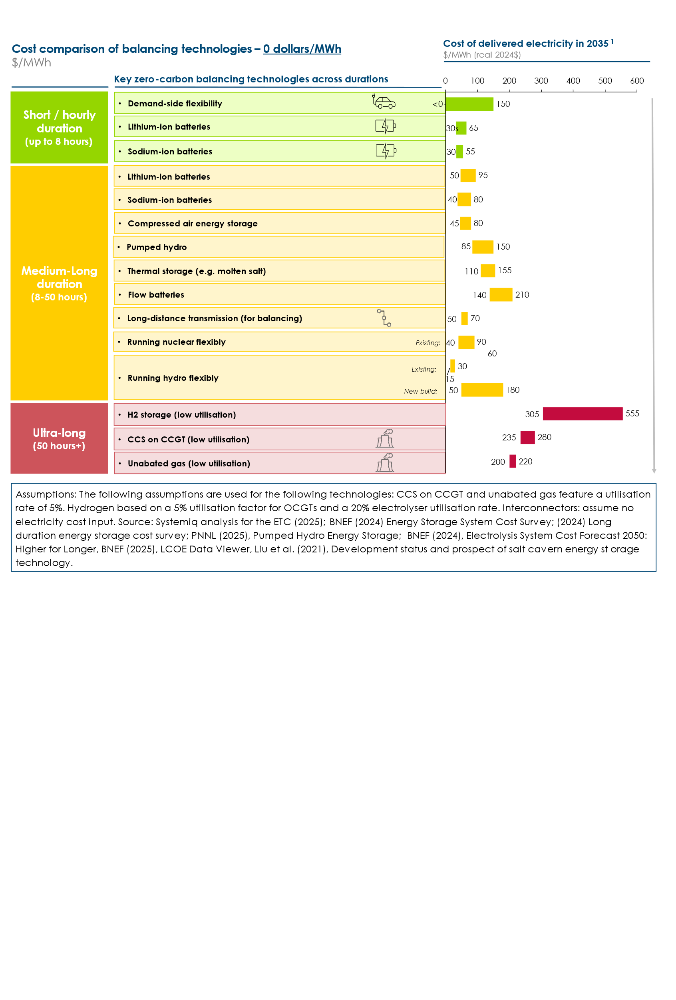 Cost comparison of balancing technologies – 0 dollars/MWh
$/MWh
Cost of delivered electricity in 2035 1
$/MWh (real 2024$)
Key zero-carbon balancing technologies across durations
0 100 200 300 400 500 600
Short / hourly
duration
(up to 8 hours)
• Demand-side flexibility
<0 150
• Lithium-ion batteries
30s 65
• Sodium-ion batteries
30 55
Medium-Long
duration
(8-50 hours)
• Lithium-ion batteries
50 95
• Sodium-ion batteries
40 80
• Compressed air energy storage
45 80
• Pumped hydro
85 150
• Thermal storage (e.g. molten salt)
110 155
• Flow batteries
140 210
• Long-distance transmission (for balancing)
50 70
• Running nuclear flexibly
Existing: 40 90
60
• Running hydro flexibly
Existing: / 30
15
New build: 50 180
Ultra-long
(50 hours+)
• H2 storage (low utilisation)
305 555
• CCS on CCGT (low utilisation)
235 280
• Unabated gas (low utilisation)
200 220
Assumptions: The following assumptions are used for the following technologies: CCS on CCGT and unabated gas feature a utilisation
rate of 5%. Hydrogen based on a 5% utilisation factor for OCGTs and a 20% electrolyser utilisation rate. Interconnectors: assume no
electricity cost input. Source: Systemiq analysis for the ETC (2025); BNEF (2024) Energy Storage System Cost Survey; (2024) Long
duration energy storage cost survey; PNNL (2025), Pumped Hydro Energy Storage; BNEF (2024), Electrolysis System Cost Forecast 2050:
Higher for Longer, BNEF (2025), LCOE Data Viewer, Liu et al. (2021), Development status and prospect of salt cavern energy st orage
technology.